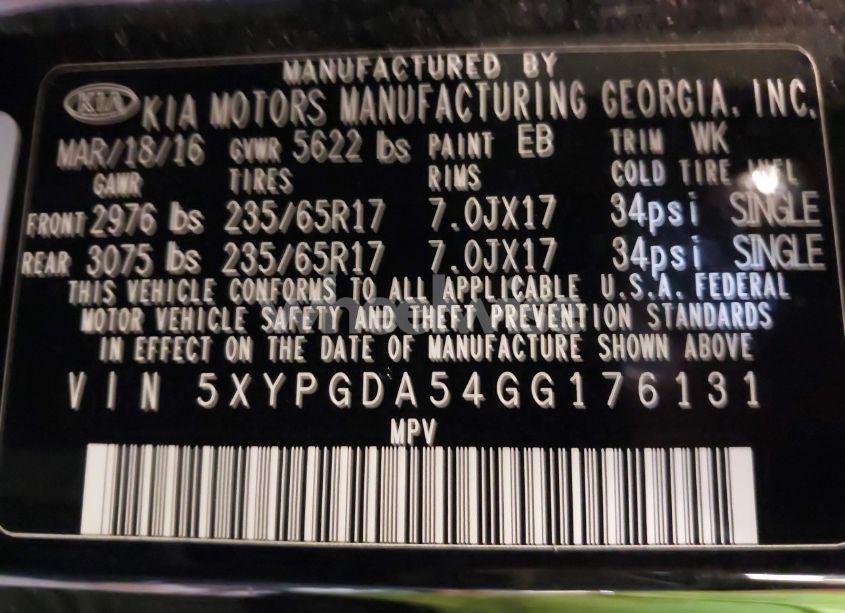 MANUFACTURED BY
KIA KIA MOTORS MANUFACTURING GEORGIA, INC.
MAR/18/16 GVWR 5622 lbs PAINT EB TRIM WK
GAWR TIRES RIMS COLD TIRE INFL
FRONT 2976 lbs 235/65R17 7.0JX17 34psi SINGLE
REAR 3075 lbs 235/65R17 7.0JX17 34psi SINGLE
THIS VEHICLE CONFORMS TO ALL APPLICABLE U.S.A. FEDERAL
MOTOR VEHICLE SAFETY AND THEFT PREVENTION STANDARDS
IN EFFECT ON THE DATE OF MANUFACTURE SHOWN ABOVE
VIN 5XYPGDA54GG176131
MPV